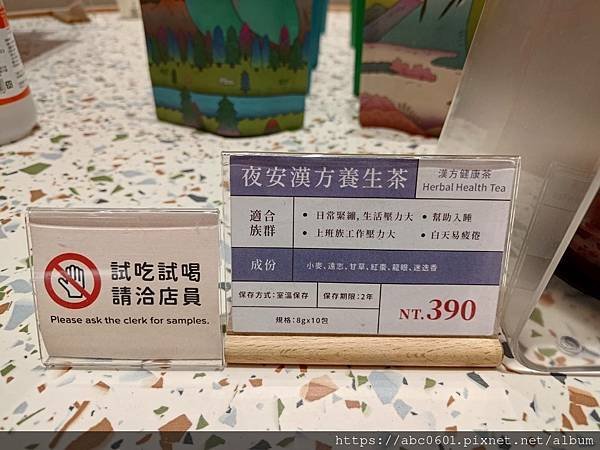 試吃試喝
請洽店員
Please ask the clerk for samples.
夜安漢方養生茶
漢方健康茶
Herbal Health Tea
適合
族群
• 日常緊繃，生活壓力大 • 幫助入睡
• 上班族工作壓力大 • 白天易疲倦
成份
小麥、遠志、甘草、紅棗、龍眼、迷迭香
保存方式：室溫保存
保存期限：2年
規格：8gx10包
NT.390
https://abc0601.pixnet.net/album